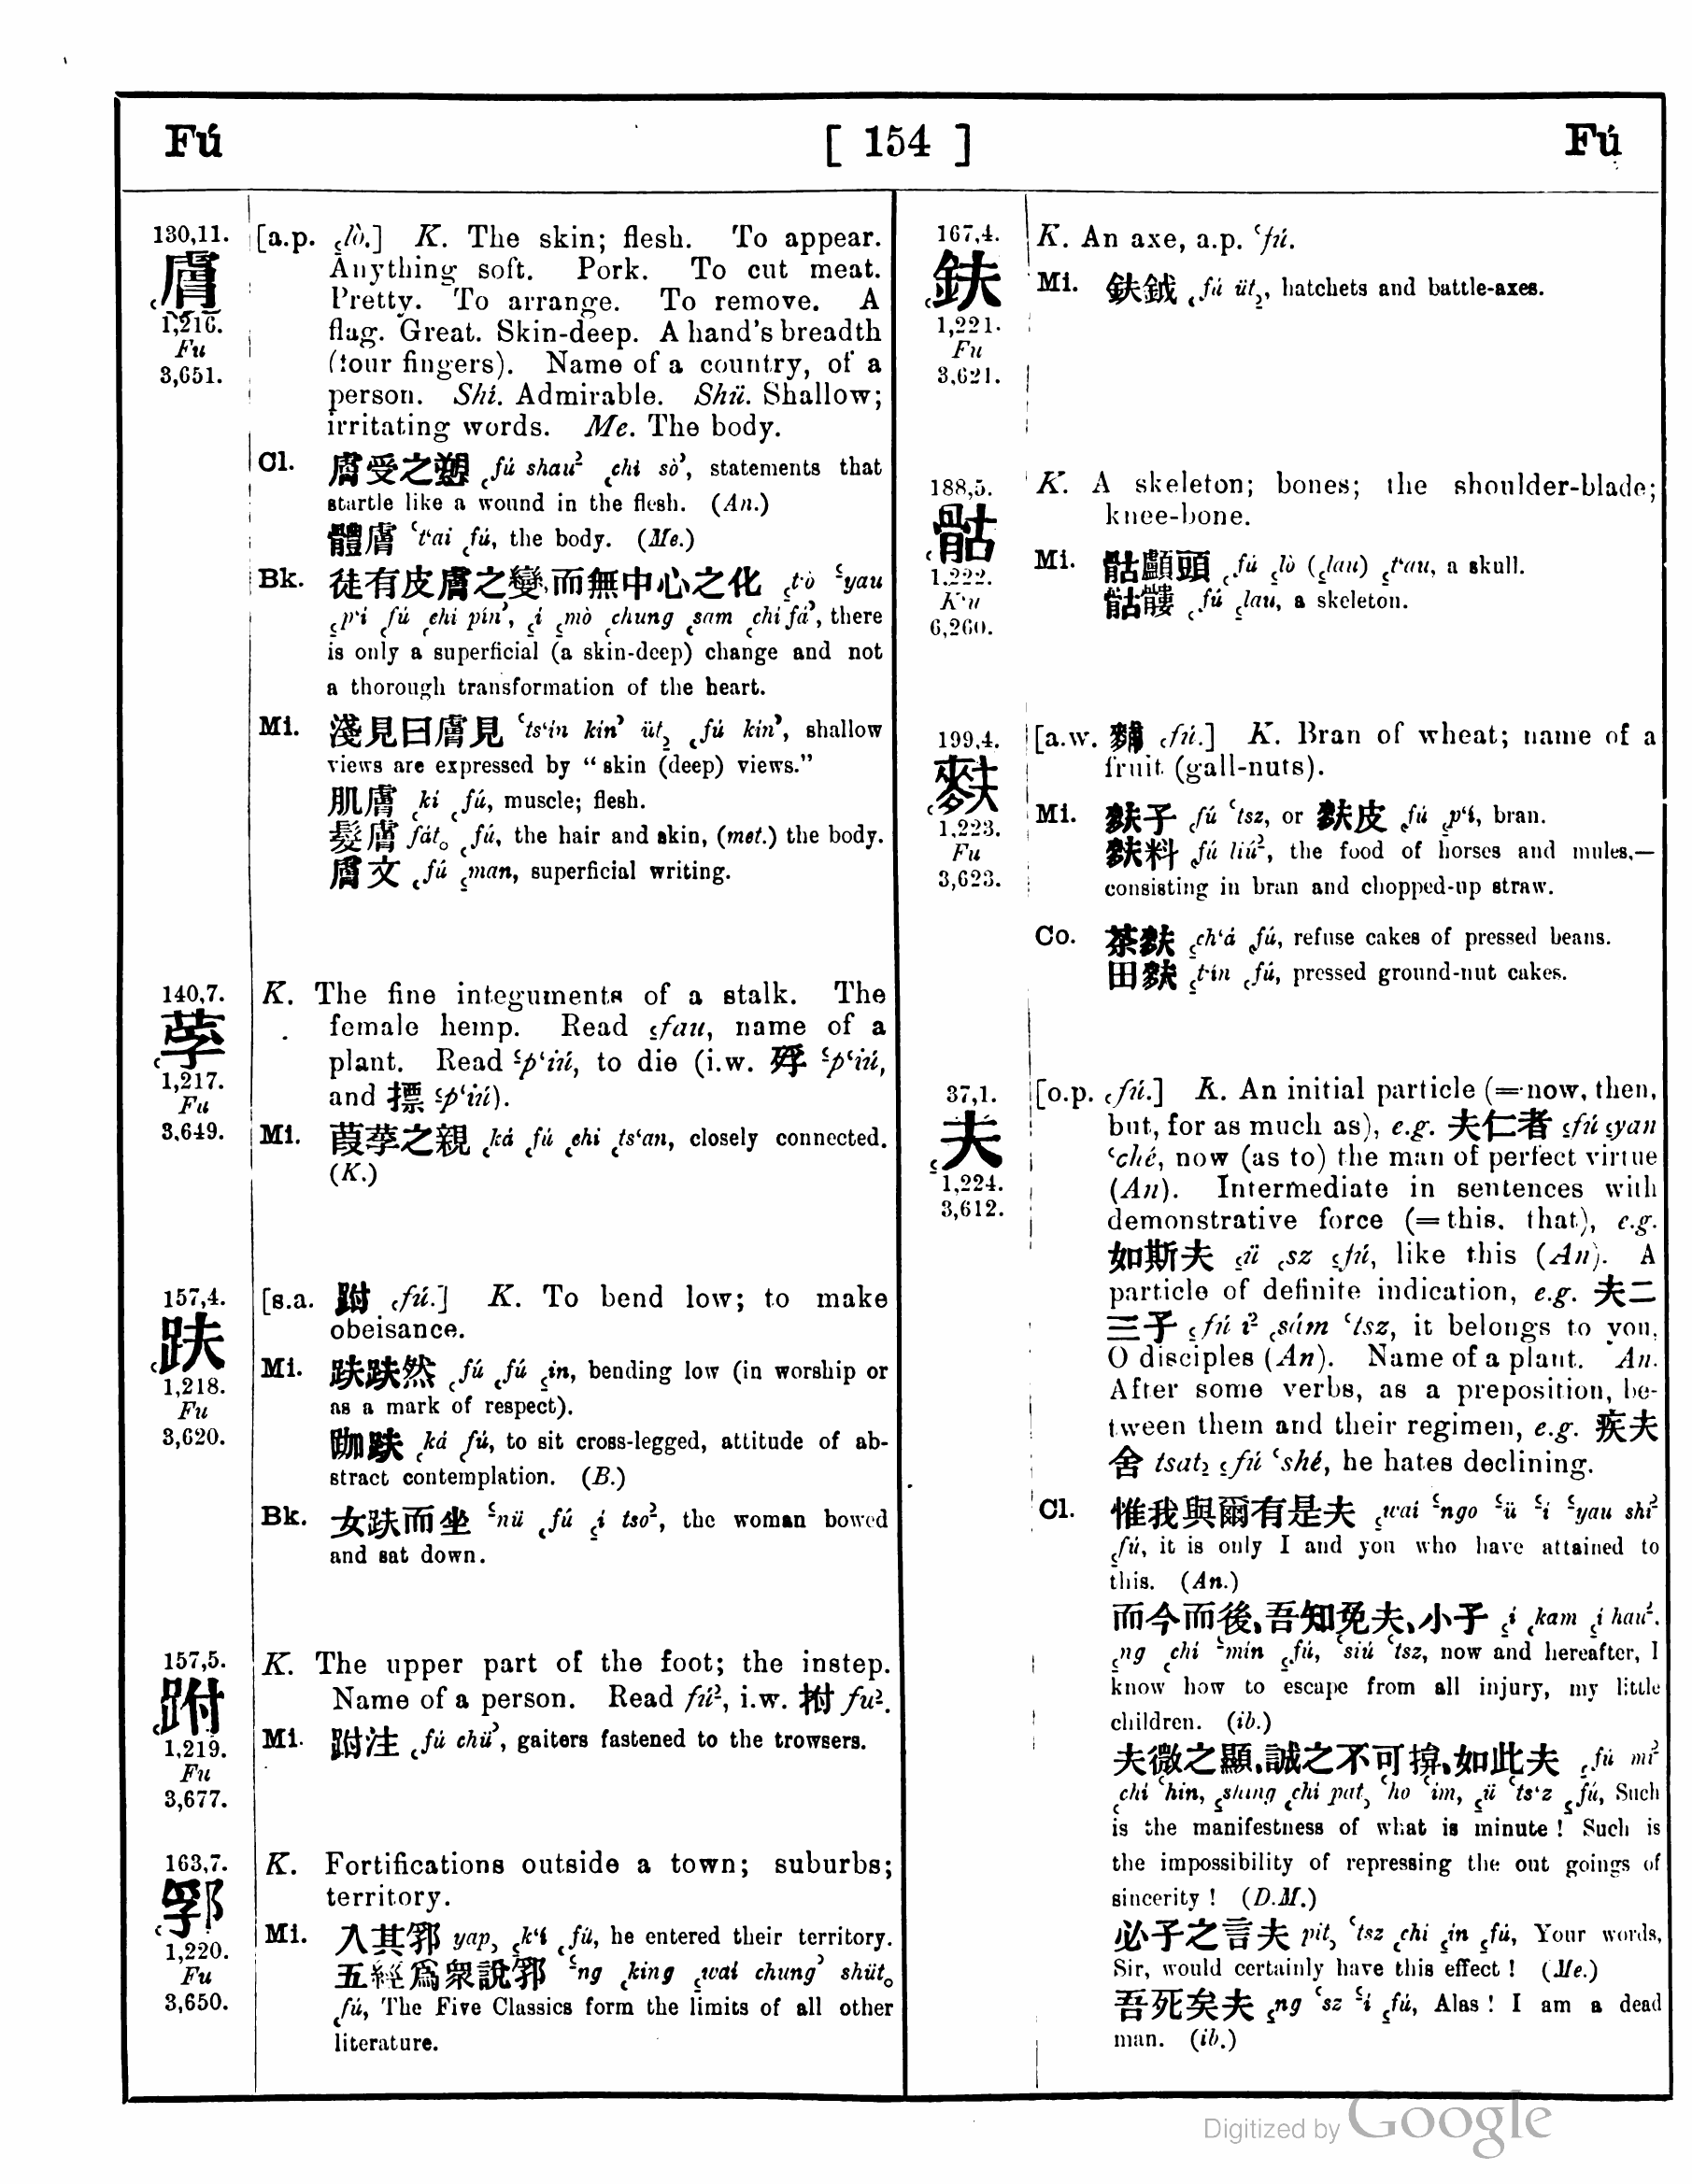 Fú [ 154 ] Fú
130,11.
膚
1,216.
Fu
3,651.
[a.p. ꜀lò.] K. The skin; flesh. To appear.
Anything soft. Pork. To cut meat.
Pretty. To arrange. To remove. A
flag. Great. Skin-deep. A hand's breadth
(four fingers). Name of a country, of a
person. Shí. Admirable. Shü. Shallow;
irritating words. Me. The body.
Cl. 膚受之愬 ꜀fú shau² ꜀chi sò꜄, statements that
startle like a wound in the flesh. (An.)
體膚 ꜂t‘ai ꜀fú, the body. (Me.)
Bk. 徒有皮膚之變,而無中心之化 ꜁t‘ò ꜃yau
꜁p‘í ꜀fú ꜀chi pín꜄, ꜁í ꜁mò ꜀chung ꜀sam ꜀chi fá꜄, there
is only a superficial (a skin-deep) change and not
a thorough transformation of the heart.
Mi. 淺見曰膚見 ꜂ts‘in kin꜄ üt꜇ ꜀fú kin꜄, shallow
views are expressed by "skin (deep) views."
肌膚 ꜀kí ꜀fú, muscle; flesh.
髮膚 fát꜀ ꜀fú, the hair and skin, (met.) the body.
膚文 ꜀fú ꜁man, superficial writing.
140,7.
莩
1,217.
Fu
3,649.
K. The fine integuments of a stalk. The
female hemp. Read ꜁fau, name of a
plant. Read ꜃p‘iú, to die (i.w. 殍 ꜃p‘iú,
and 摽 ꜃p‘iú).
Mi. 葭莩之親 ꜀ká ꜀fú ꜀chi ꜀ts‘an, closely connected.
(K.)
157,4.
趺
1,218.
Fu
3,620.
[s.a. 跗 ꜀fú.] K. To bend low; to make
obeisance.
Mi. 趺趺然 ꜀fú ꜀fú ꜁in, bending low (in worship or
as a mark of respect).
跏趺 ꜀ká ꜀fú, to sit cross-legged, attitude of ab-
stract contemplation. (B.)
Bk. 女趺而坐 ꜃nü ꜀fú ꜁í tso², the woman bowed
and sat down.
157,5.
跗
1,219.
Fu
3,677.
K. The upper part of the foot; the instep.
Name of a person. Read fú², i.w. 拊 fu².
Mi. 跗注 ꜀fú chü꜄, gaiters fastened to the trowsers.
163,7.
郛
1,220.
Fu
3,650.
K. Fortifications outside a town; suburbs;
territory.
Mi. 入其郛 yap꜇ ꜁k‘í ꜀fú, he entered their territory.
五經爲衆說郛 ꜃ng ꜀king ꜁wai chung꜄ shüt꜀
꜀fú, The Five Classics form the limits of all other
literature.
167,4.
鈇
1,221.
Fu
3,621.
K. An axe, a.p. ꜂fú.
Mi. 鈇鉞 ꜀fú üt꜇, hatchets and battle-axes.
188,5.
骷
1,222.
K‘u
6,260.
K. A skeleton; bones; the shoulder-blade;
knee-bone.
Mi. 骷顱頭 ꜀fú ꜁lò (꜁lau) ꜁t‘au, a skull.
骷髏 ꜀fú ꜁lau, a skeleton.
199,4.
麩
1,223.
Fu
3,623.
[a.w. 䴸 ꜀fú.] K. Bran of wheat; name of a
fruit (gall-nuts).
Mi. 麩子 ꜀fú ꜂tsz, or 麩皮 ꜀fú ꜁p‘í, bran.
麩料 ꜀fú liú², the food of horses and mules,—
consisting in bran and chopped-up straw.
Co. 茶麩 ꜁ch‘á ꜀fú, refuse cakes of pressed beans.
田麩 ꜁t‘ín ꜀fú, pressed ground-nut cakes.
37,1.
夫
1,224.
3,612.
[o.p. ꜀fú.] K. An initial particle (=now, then,
but, for as much as), e.g. 夫仁者 ꜁fú ꜁yan
꜂ché, now (as to) the man of perfect virtue
(An). Intermediate in sentences with
demonstrative force (=this, that), e.g.
如斯夫 ꜁ü ꜀sz ꜁fú, like this (An). A
particle of definite indication, e.g. 夫二
三子 ꜁fú í² ꜀sám ꜂tsz, it belongs to you,
O disciples (An). Name of a plant. An.
After some verbs, as a preposition, be-
tween them and their regimen, e.g. 疾夫
舍 tsat꜇ ꜁fú ꜂shé, he hates declining.
Cl. 惟我與爾有是夫 ꜁wai ꜃ngo ꜃ü ꜃í ꜃yau shí²
꜁fú, it is only I and you who have attained to
this. (An.)
而今而後,吾知免夫,小子 ꜁í ꜀kam ꜁í hau².
꜁ng ꜀chí ꜃min ꜁fú, ꜂siú ꜂tsz, now and hereafter, I
know how to escape from all injury, my little
children. (ib.)
夫微之顯,誠之不可揜,如此夫 ꜁fú mí²
꜀chí ꜂hin, ꜁shing ꜀chí pat꜆ ꜂ho ꜂im, ꜁ü ꜂ts‘z ꜁fú, Such
is the manifestness of what is minute! Such is
the impossibility of repressing the out goings of
sincerity! (D.M.)
必子之言夫 pít꜆ ꜂tsz ꜀chi ꜁in ꜁fú, Your words,
Sir, would certainly have this effect! (Me.)
吾死矣夫 ꜁ng ꜂sz ꜃í ꜁fú, Alas! I am a dead
man. (ib.)
Digitized by Google